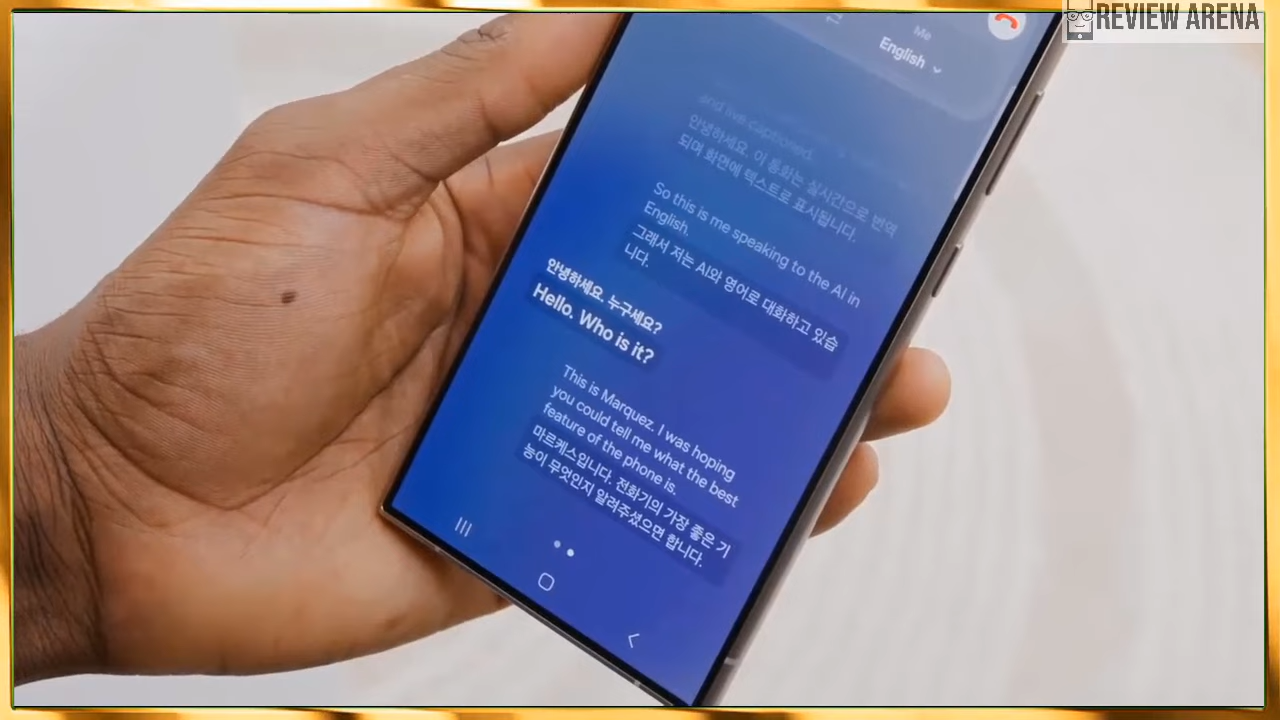 REVIEW ARENA
Me
English
and live captioned.
안녕하세요. 이 통화는 실시간으로 번역
되며 화면에 텍스트로 표시됩니다.
So this is me speaking to the AI in
English.
그래서 저는 AI와 영어로 대화하고 있습
니다.
안녕하세요. 누구세요?
Hello. Who is it?
This is Marquez. I was hoping
you could tell me what the best
feature of the phone is.
마르케스입니다. 전화기의 가장 좋은 기
능이 무엇인지 알려주셨으면 합니다.